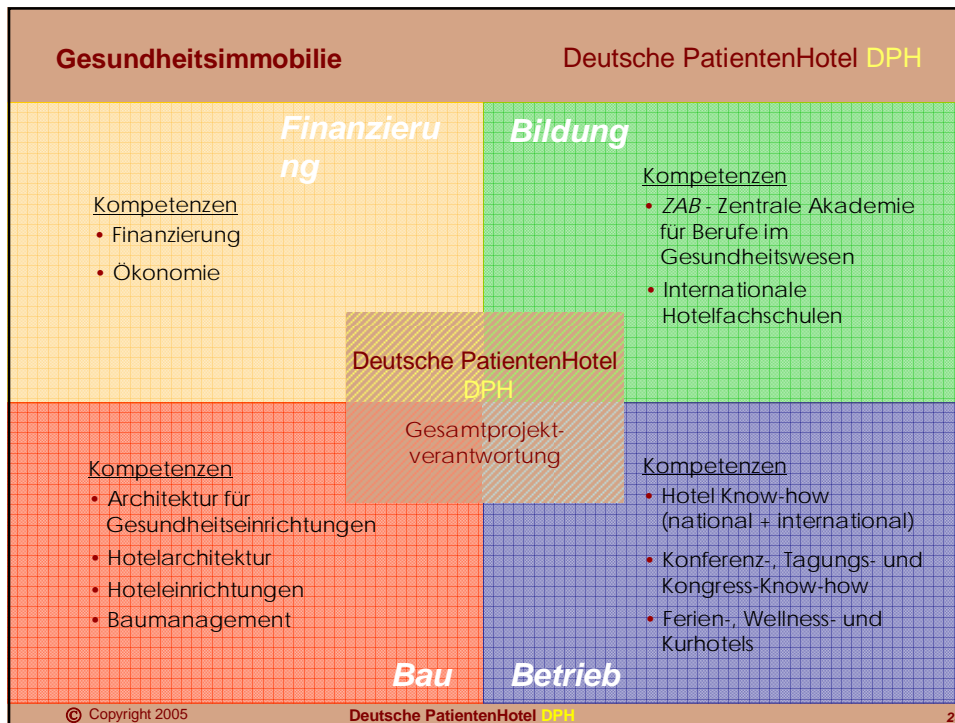 Gesundheitsimmobilie
Deutsche PatientenHotel DPH
Finanzieru
ng
Kompetenzen
• Finanzierung
• Ökonomie
Bildung
Kompetenzen
• ZAB - Zentrale Akademie
für Berufe im
Gesundheitswesen
• Internationale
Hotelfachschulen
Deutsche PatientenHotel
DPH
Gesamtprojekt-
verantwortung
Kompetenzen
• Architektur für
Gesundheitseinrichtungen
• Hotelarchitektur
• Hoteleinrichtungen
• Baumanagement
Bau
Kompetenzen
• Hotel Know-how
(national + international)
• Konferenz-, Tagungs- und
Kongress-Know-how
• Ferien-, Wellness- und
Kurhotels
Betrieb
© Copyright 2005
Deutsche PatientenHotel DPH
2